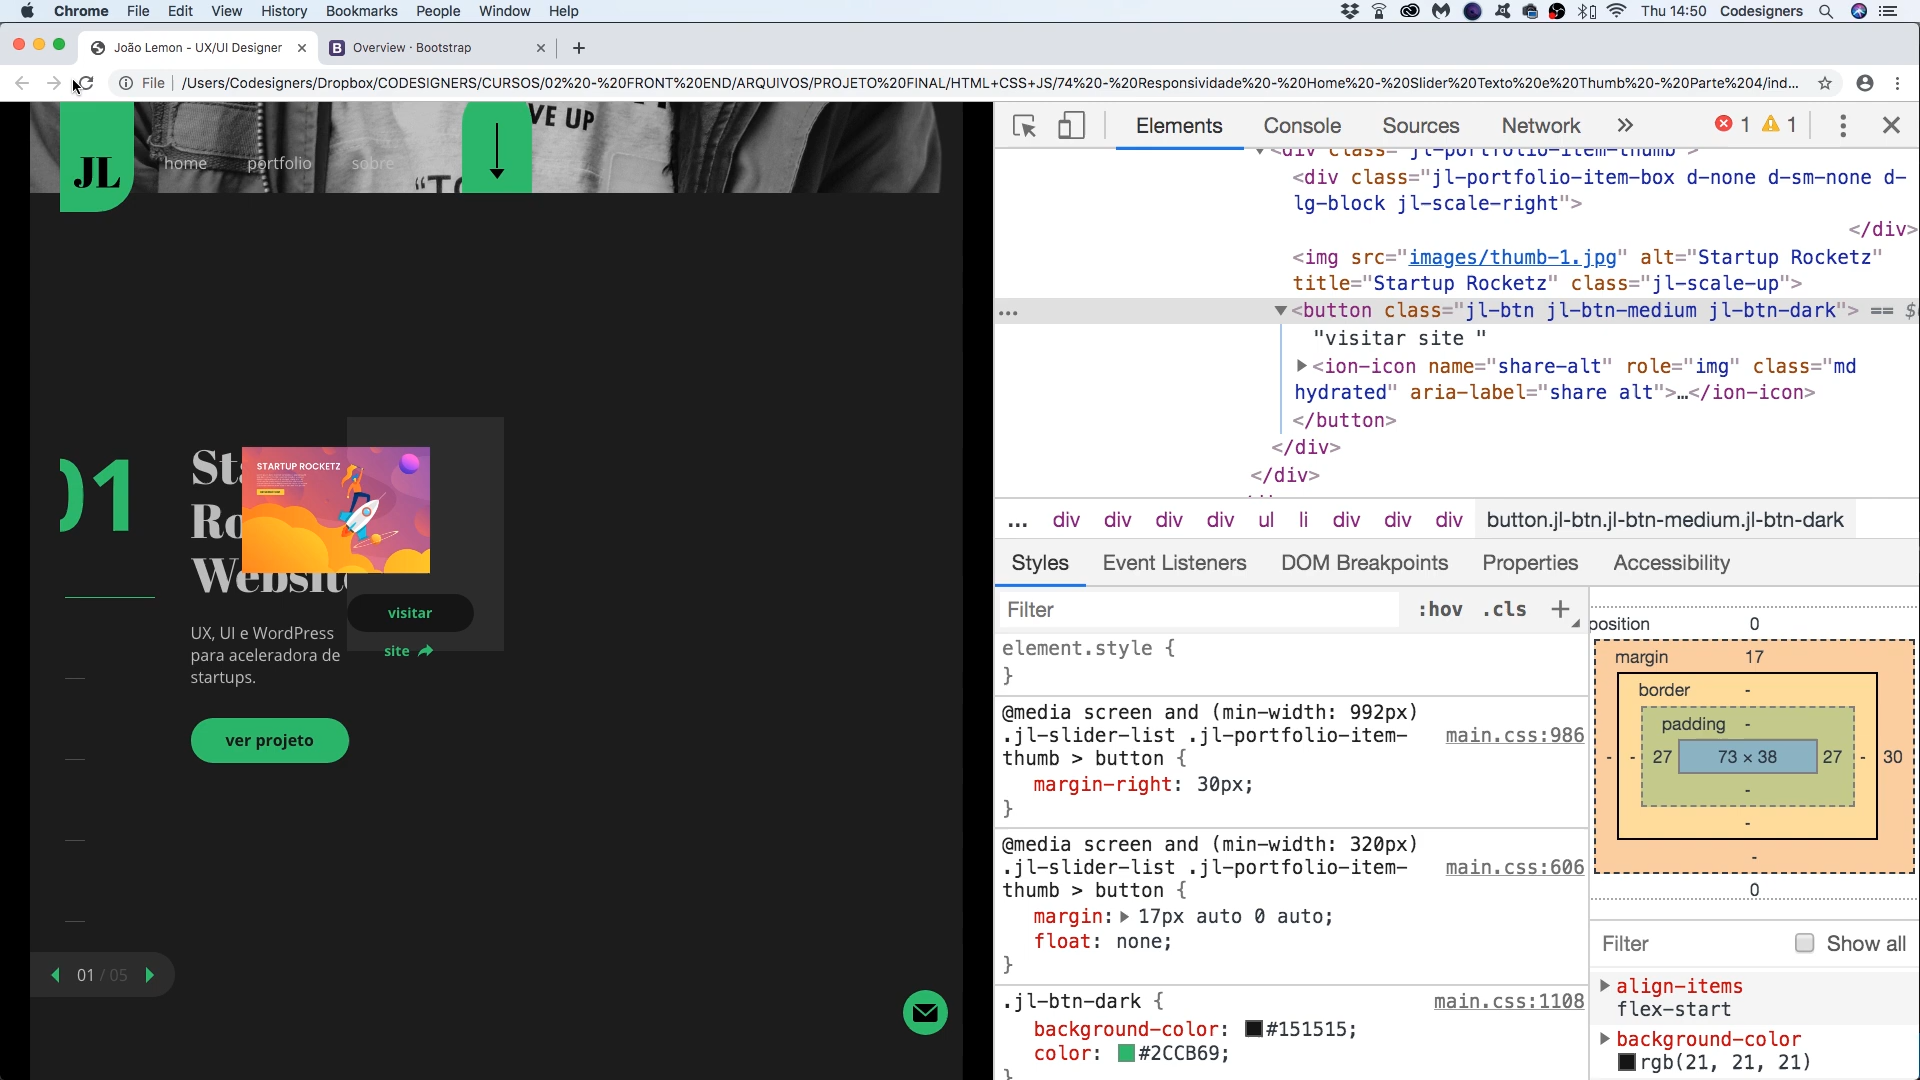 Chrome File Edit View History Bookmarks People Window Help
Thu 14:50 Codesigners
João Lemon - UX/UI Designer
B Overview · Bootstrap
File /Users/Codesigners/Dropbox/CODESIGNERS/CURSOS/02%20-%20FRONT%20END/ARQUIVOS/PROJETO%20FINAL/HTML+CSS+JS/74%20-%20Responsividade%20-%20Home%20-%20Slider%20Texto%20e%20Thumb%20-%20Parte%204/ind...
VE UP
"TO
JL
home portfolio sobre
01
STARTUP ROCKETZ
Website
UX, UI e WordPress
para aceleradora de
startups.
visitar
site
ver projeto
01 / 05
Elements Console Sources Network » 1 1
<div class="jl-portfolio-item-thumb">
<div class="jl-portfolio-item-box d-none d-sm-none d-
lg-block jl-scale-right">
</div>
<img src="images/thumb-1.jpg" alt="Startup Rocketz"
title="Startup Rocketz" class="jl-scale-up">
... <button class="jl-btn jl-btn-medium jl-btn-dark"> == $
"visitar site "
<ion-icon name="share-alt" role="img" class="md
hydrated" aria-label="share alt">…</ion-icon>
</button>
</div>
</div>
... div div div div ul li div div div button.jl-btn.jl-btn-medium.jl-btn-dark
Styles Event Listeners DOM Breakpoints Properties Accessibility
Filter :hov .cls +
element.style {
}
@media screen and (min-width: 992px)
.jl-slider-list .jl-portfolio-item- main.css:986
thumb > button {
margin-right: 30px;
}
@media screen and (min-width: 320px)
.jl-slider-list .jl-portfolio-item- main.css:606
thumb > button {
margin: 17px auto 0 auto;
float: none;
}
.jl-btn-dark { main.css:1108
background-color: #151515;
color: #2CCB69;
}
position 0
margin 17
border -
padding -
- - 27 73 × 38 27 - 30
-
-
-
0
Filter Show all
align-items
flex-start
background-color
rgb(21, 21, 21)